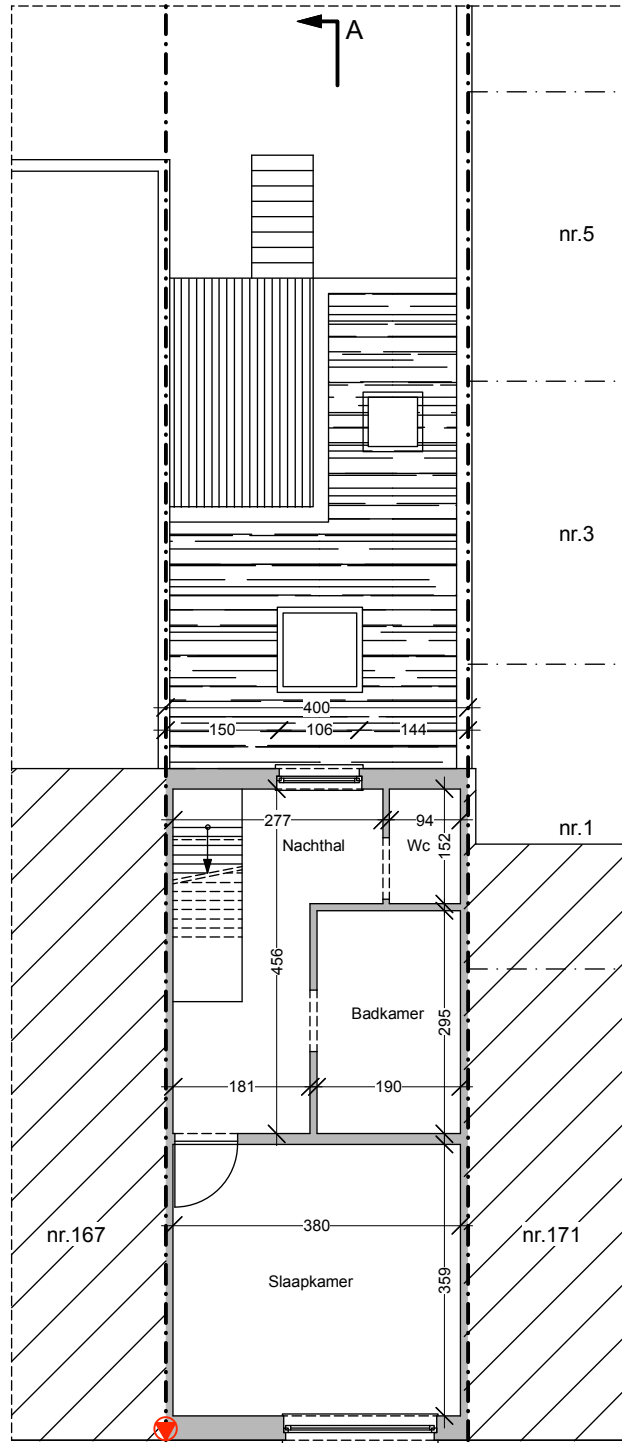 A
nr.5
nr.3
400
150 106 144
nr.1
277 94
Nachthal Wc
152
456
Badkamer
295
181 190
nr.167 380 nr.171
Slaapkamer
359